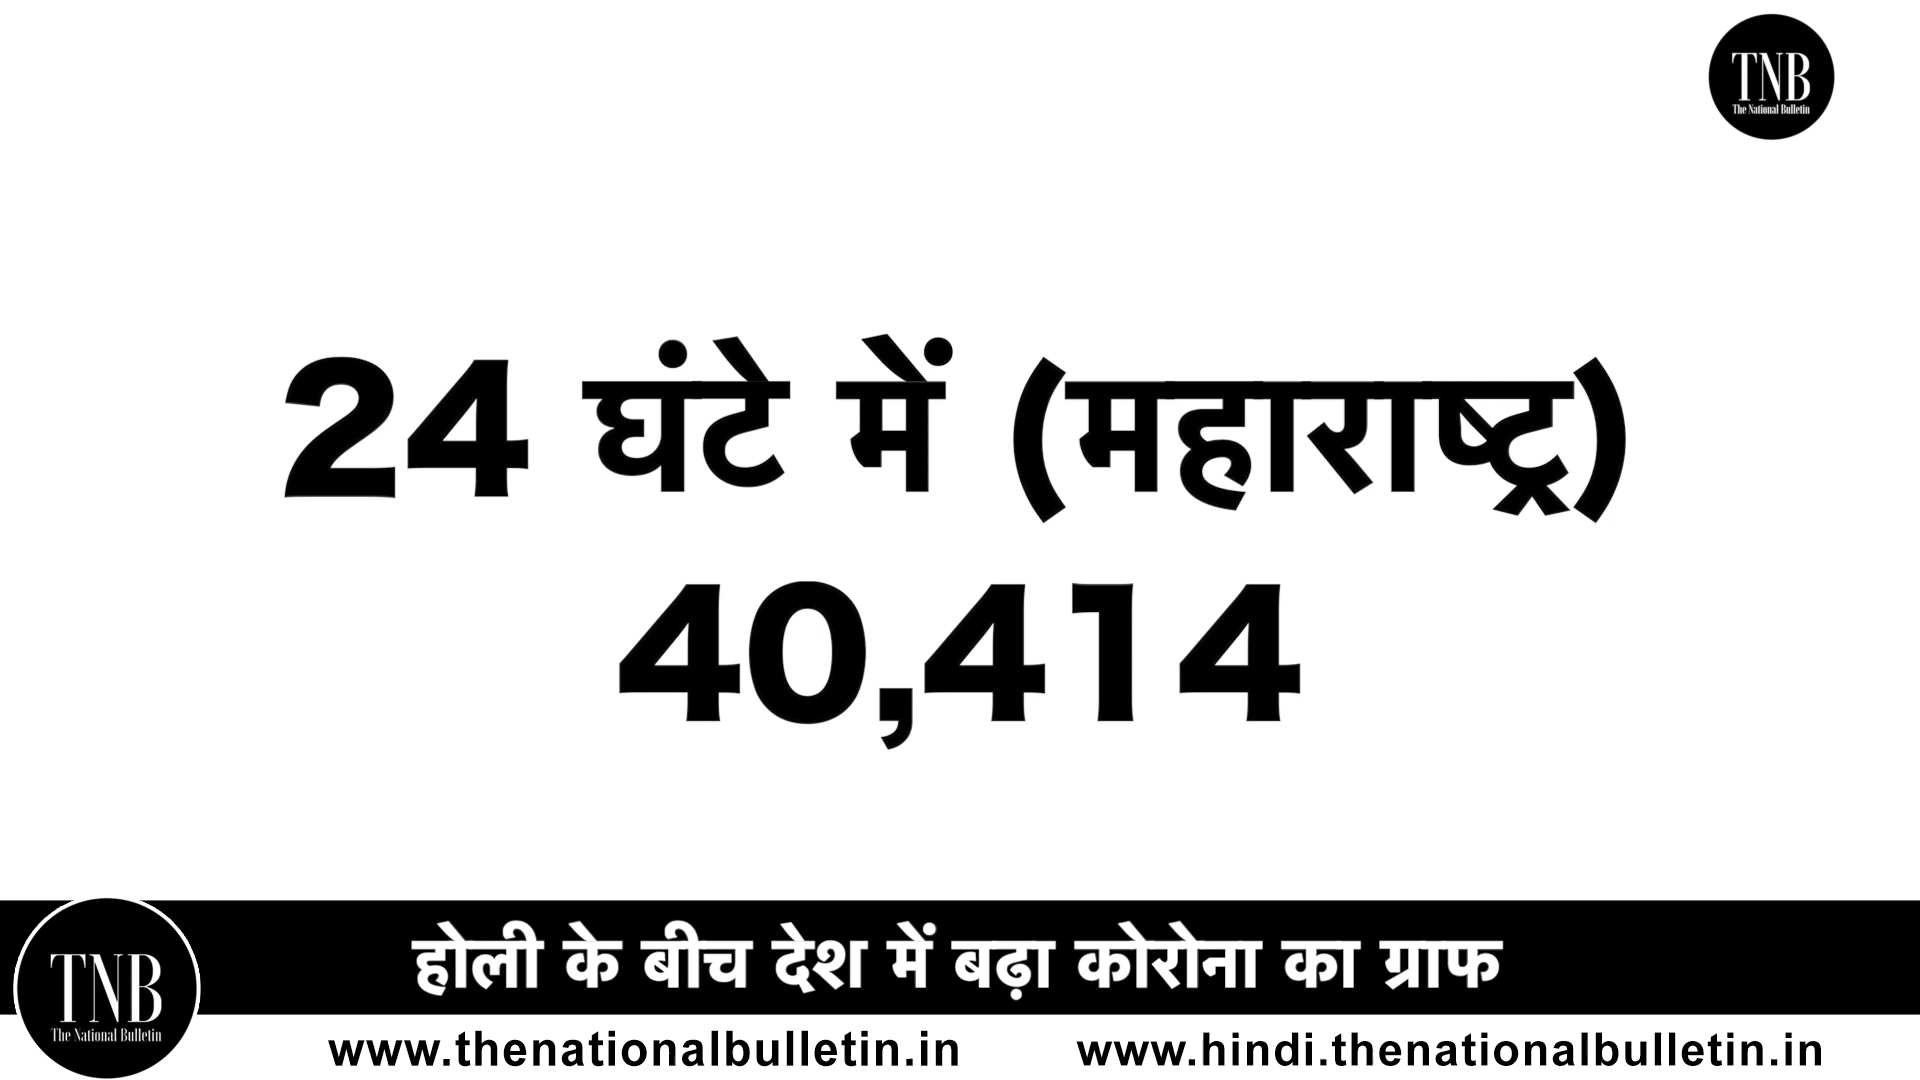 TNB
The National Bulletin
24 घंटे में (महाराष्ट्र)
40,414
होली के बीच देश में बढ़ा कोरोना का ग्राफ
TNB
The National Bulletin
www.thenationalbulletin.in www.hindi.thenationalbulletin.in